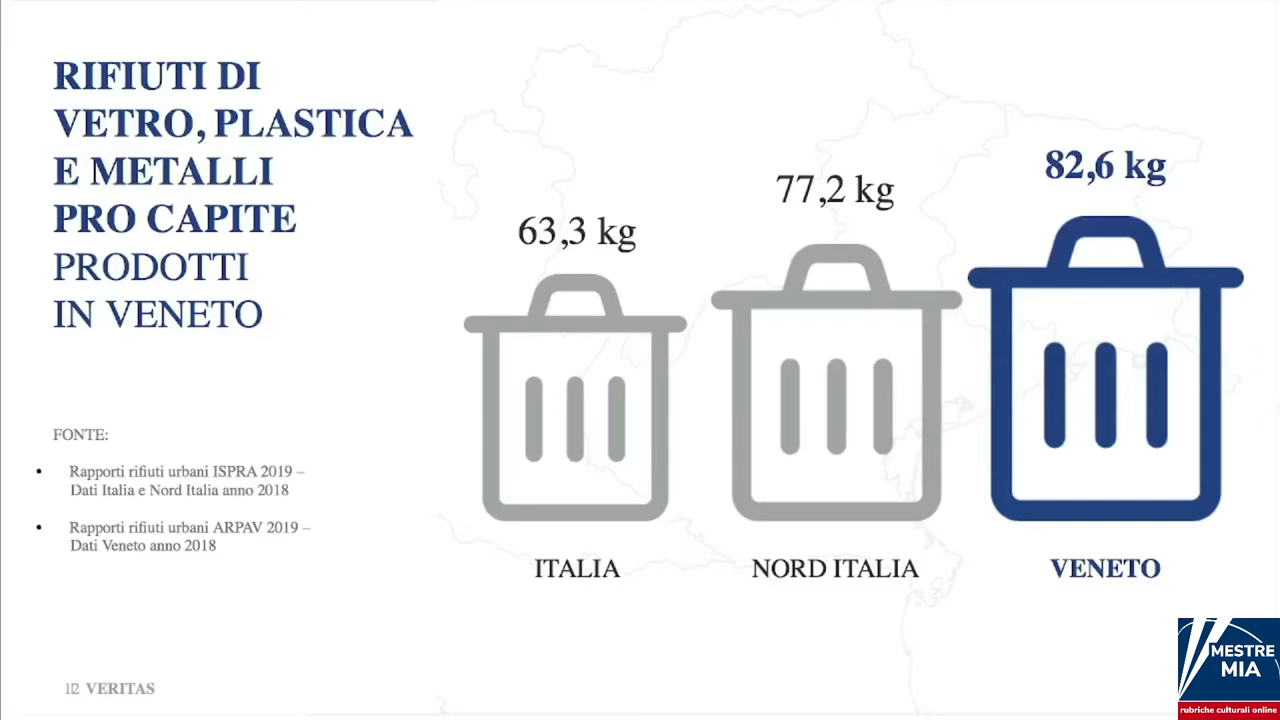 RIFIUTI DI
VETRO, PLASTICA
E METALLI
PRO CAPITE
PRODOTTI
IN VENETO
FONTE:
• Rapporti rifiuti urbani ISPRA 2019 –
Dati Italia e Nord Italia anno 2018
• Rapporti rifiuti urbani ARPAV 2019 –
Dati Veneto anno 2018
63,3 kg
77,2 kg
82,6 kg
ITALIA
NORD ITALIA
VENETO
112 VERITAS
MESTRE
MIA
rubriche culturali online